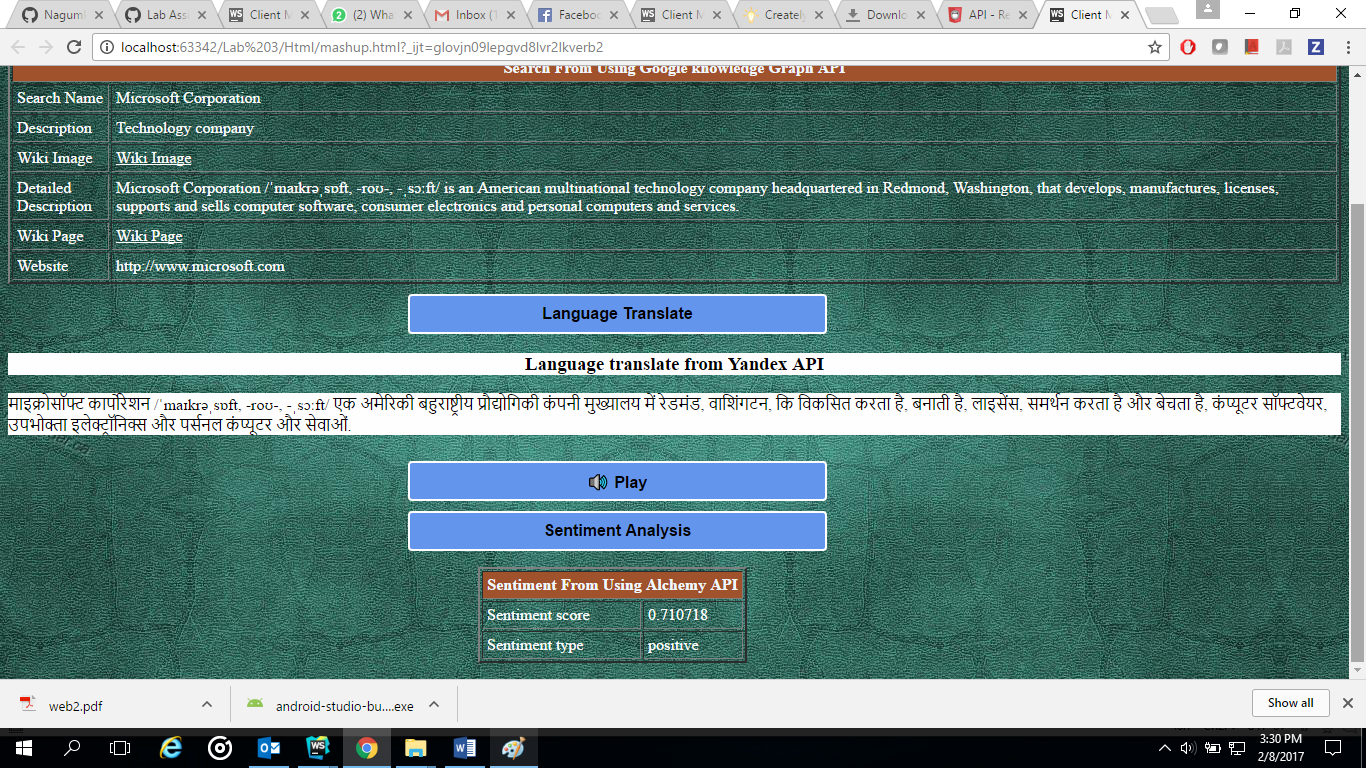 Nagumi
Lab Assi
Client M
(2) Wha
Inbox (1
Faceboo
Client M
Creately
Downlo
API - Re
Client M
localhost:63342/Lab%203/Html/mashup.html?_ijt=glovjn09lepgvd8lvr2lkverb2
Search From Using Google knowledge Graph API
Search Name Microsoft Corporation
Description Technology company
Wiki Image Wiki Image
Detailed Description Microsoft Corporation /ˈmaɪkrəˌsɒft, -roʊ-, -ˌsɔːft/ is an American multinational technology company headquartered in Redmond, Washington, that develops, manufactures, licenses,
supports and sells computer software, consumer electronics and personal computers and services.
Wiki Page Wiki Page
Website http://www.microsoft.com
Language Translate
Language translate from Yandex API
माइक्रोसॉफ्ट कार्पोरेशन /ˈmaɪkrəˌsɒft, -roʊ-, -ˌsɔːft/ एक अमेरिकी बहुराष्ट्रीय प्रौद्योगिकी कंपनी मुख्यालय में रेडमंड, वाशिंगटन, कि विकसित करता है, बनाती है, लाइसेंस, समर्थन करता है और बेचता है, कंप्यूटर सॉफ्टवेयर,
उपभोक्ता इलेक्ट्रॉनिक्स और पर्सनल कंप्यूटर और सेवाओं.
Play
Sentiment Analysis
Sentiment From Using Alchemy API
Sentiment score 0.710718
Sentiment type positive
web2.pdf
android-studio-bu....exe
Show all
3:30 PM
2/8/2017